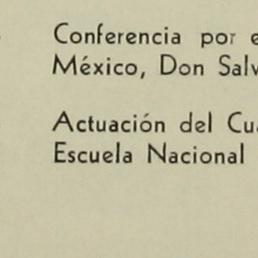 Conferencia por e
México, Don Salv
Actuación del Cua
Escuela Nacional